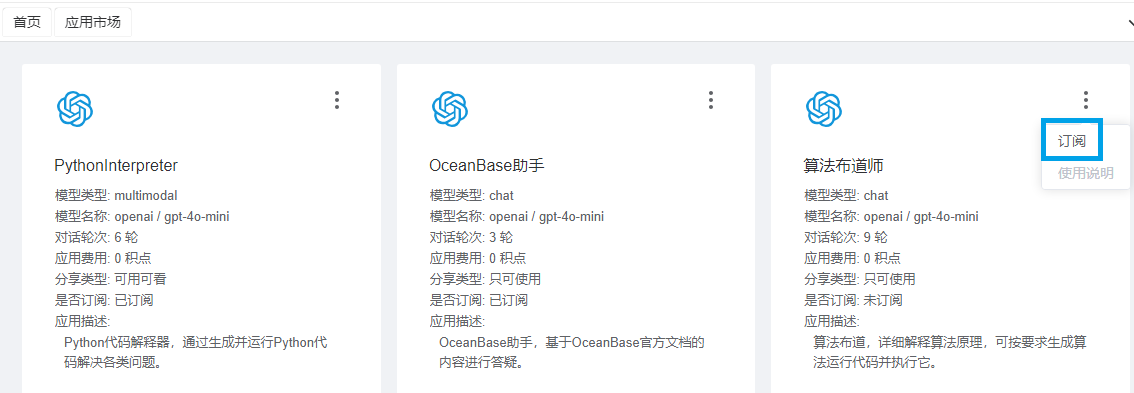 首页
应用市场
PythonInterpreter
模型类型: multimodal
模型名称: openai / gpt-4o-mini
对话轮次: 6 轮
应用费用: 0 积点
分享类型: 可用可看
是否订阅: 已订阅
应用描述:
Python代码解释器，通过生成并运行Python代
码解决各类问题。
OceanBase助手
模型类型: chat
模型名称: openai / gpt-4o-mini
对话轮次: 3 轮
应用费用: 0 积点
分享类型: 只可使用
是否订阅: 已订阅
应用描述:
OceanBase助手，基于OceanBase官方文档的
内容进行答疑。
订阅
使用说明
算法布道师
模型类型: chat
模型名称: openai / gpt-4o-mini
对话轮次: 9 轮
应用费用: 0 积点
分享类型: 只可使用
是否订阅: 未订阅
应用描述:
算法布道，详细解释算法原理，可按要求生成算
法运行代码并执行它。